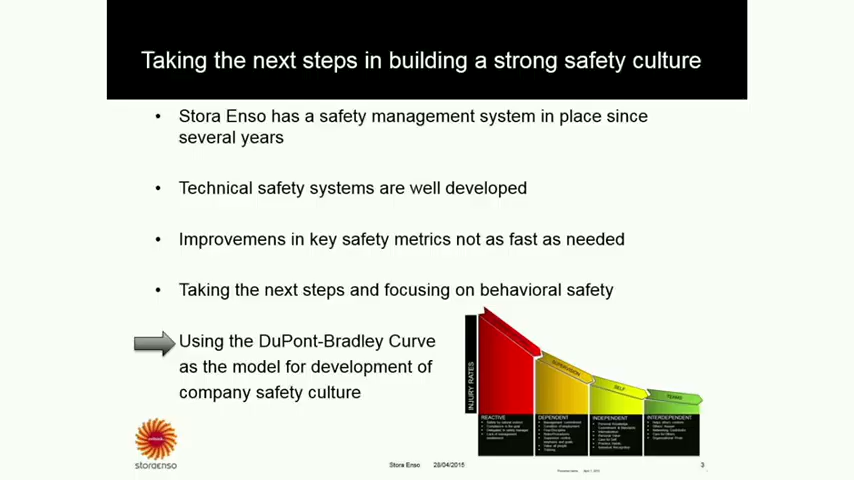 Taking the next steps in building a strong safety culture
• Stora Enso has a safety management system in place since
several years
• Technical safety systems are well developed
• Improvemens in key safety metrics not as fast as needed
• Taking the next steps and focusing on behavioral safety
Using the DuPont-Bradley Curve
as the model for development of
company safety culture
INJURY RATES
SUPERVISION
SELF
TEAMS
REACTIVE
DEPENDENT
INDEPENDENT
INTERDEPENDENT
storaenso
Stora Enso 28/04/2015
3